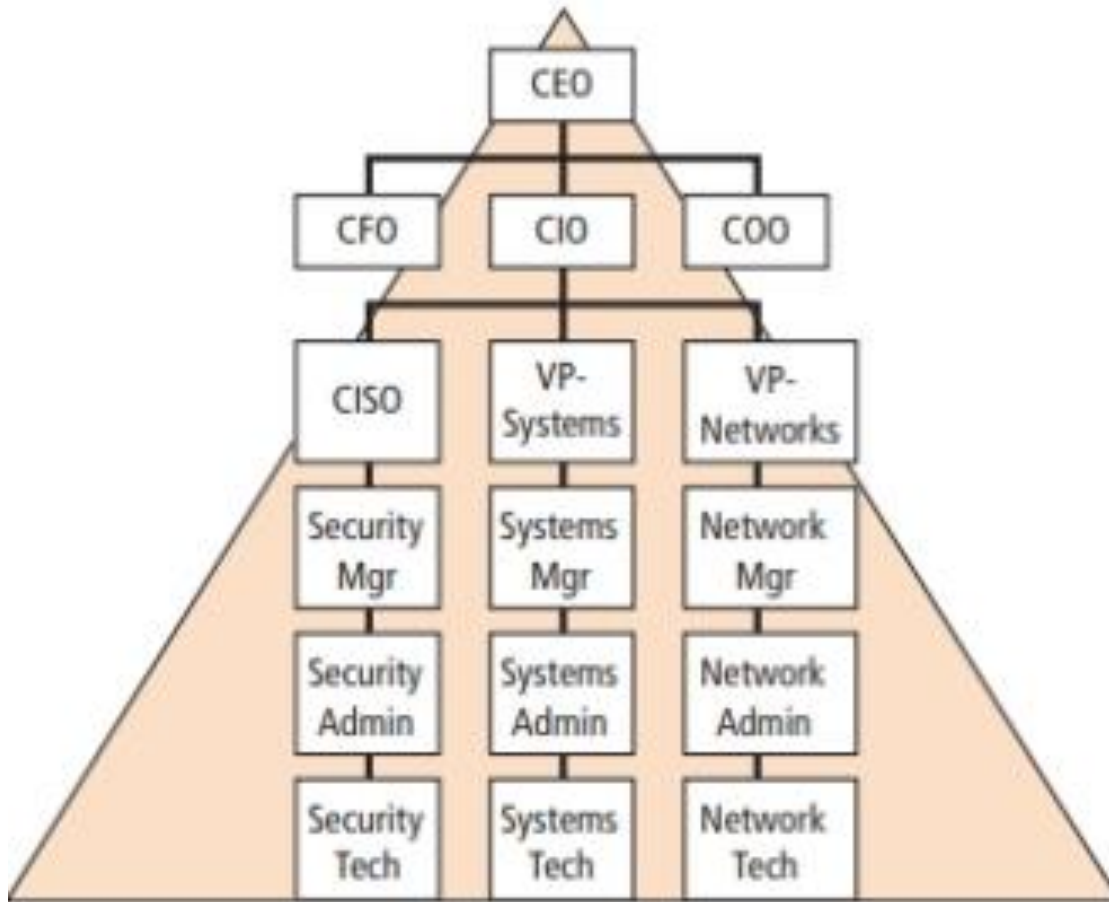 CEO
CFO
CIO
COO
CISO
VP-
Systems
VP-
Networks
Security
Mgr
Systems
Mgr
Network
Mgr
Security
Admin
Systems
Admin
Network
Admin
Security
Tech
Systems
Tech
Network
Tech